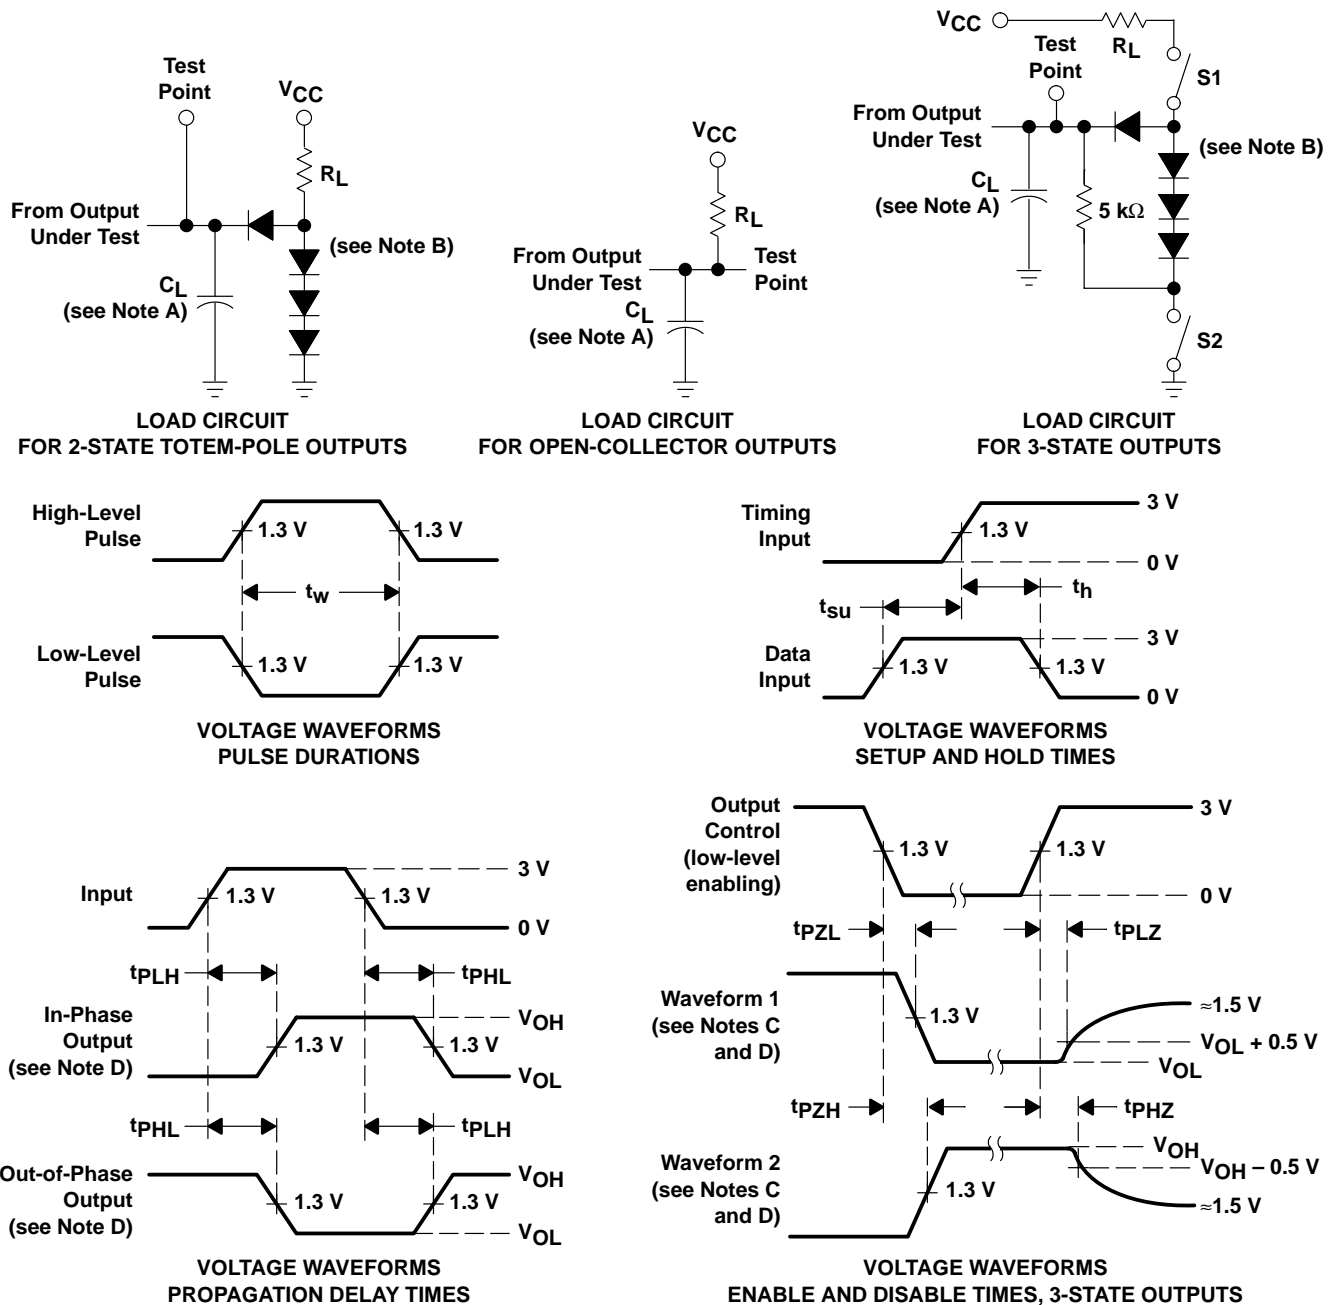 Test
Point
VCC
RL
From Output
Under Test
(see Note B)
CL
(see Note A)
LOAD CIRCUIT
FOR 2-STATE TOTEM-POLE OUTPUTS
VCC
RL
From Output
Under Test
Test
Point
CL
(see Note A)
LOAD CIRCUIT
FOR OPEN-COLLECTOR OUTPUTS
VCC
RL
Test
Point
S1
From Output
Under Test
(see Note B)
CL
(see Note A)
5 kΩ
S2
LOAD CIRCUIT
FOR 3-STATE OUTPUTS
High-Level
Pulse
1.3 V
1.3 V
tw
Low-Level
Pulse
1.3 V
1.3 V
VOLTAGE WAVEFORMS
PULSE DURATIONS
Timing
Input
1.3 V
3 V
0 V
th
tsu
Data
Input
1.3 V
1.3 V
3 V
0 V
VOLTAGE WAVEFORMS
SETUP AND HOLD TIMES
Input
1.3 V
1.3 V
3 V
0 V
tPLH
tPHL
In-Phase
Output
(see Note D)
1.3 V
1.3 V
VOH
VOL
tPHL
tPLH
Out-of-Phase
Output
(see Note D)
1.3 V
1.3 V
VOH
VOL
VOLTAGE WAVEFORMS
PROPAGATION DELAY TIMES
Output
Control
(low-level
enabling)
1.3 V
1.3 V
3 V
0 V
tPZL
tPLZ
Waveform 1
(see Notes C
and D)
1.3 V
≈1.5 V
VOL + 0.5 V
VOL
tPZH
tPHZ
Waveform 2
(see Notes C
and D)
1.3 V
VOH
VOH – 0.5 V
≈1.5 V
VOLTAGE WAVEFORMS
ENABLE AND DISABLE TIMES, 3-STATE OUTPUTS